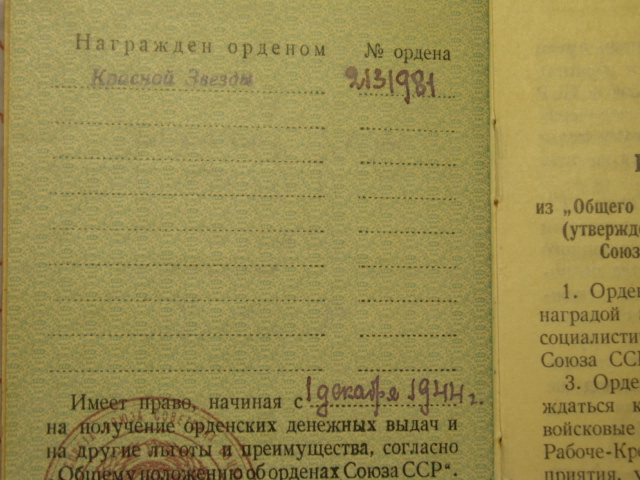 Награжден орденом № ордена
Красной Звезды 2131981
Имеет право, начиная с 1 декабря 1944 г.
на получение орденских денежных выдач и
на другие льготы и преимущества, согласно
„Общему положению об орденах Союза ССР“.
из „Общего
(утвержд
Союз
1. Орде
наградой
социалисти
Союза ССР
3. Орде
ждаться к
войсковые
Рабоче-Кре
приятия, у